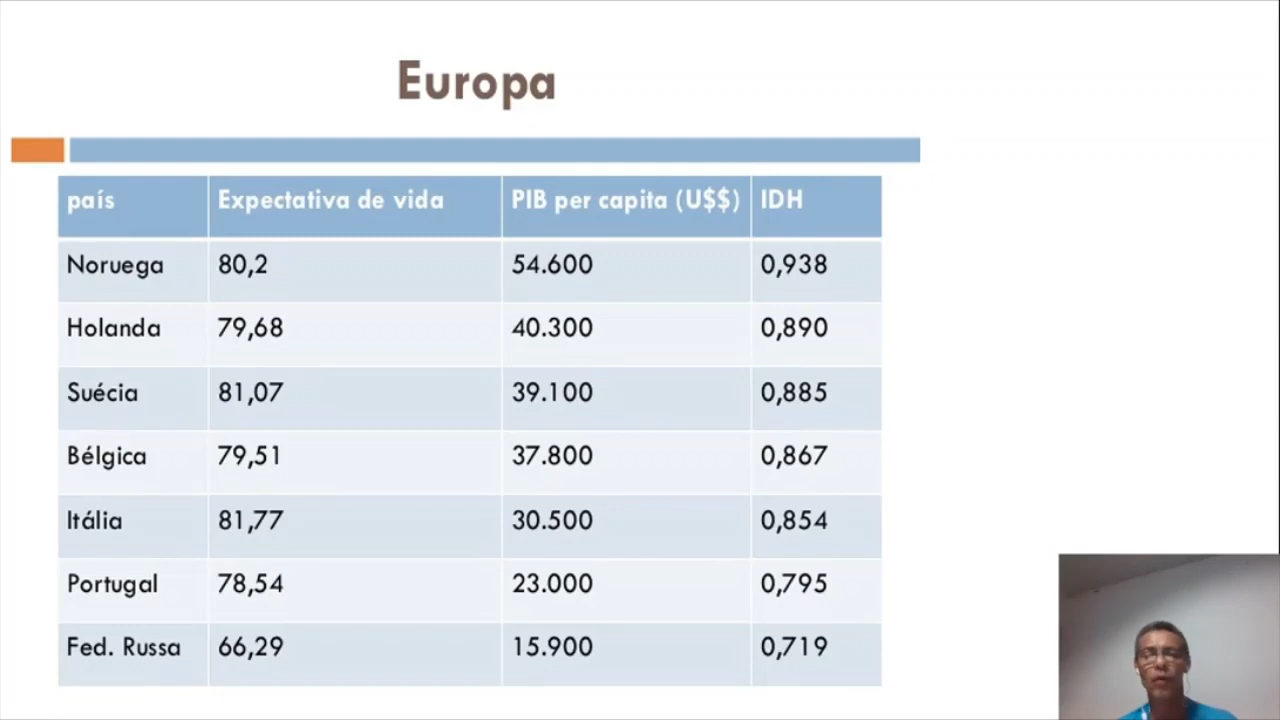 Europa
país Expectativa de vida PIB per capita (U$$) IDH
Noruega 80,2 54.600 0,938
Holanda 79,68 40.300 0,890
Suécia 81,07 39.100 0,885
Bélgica 79,51 37.800 0,867
Itália 81,77 30.500 0,854
Portugal 78,54 23.000 0,795
Fed. Russa 66,29 15.900 0,719